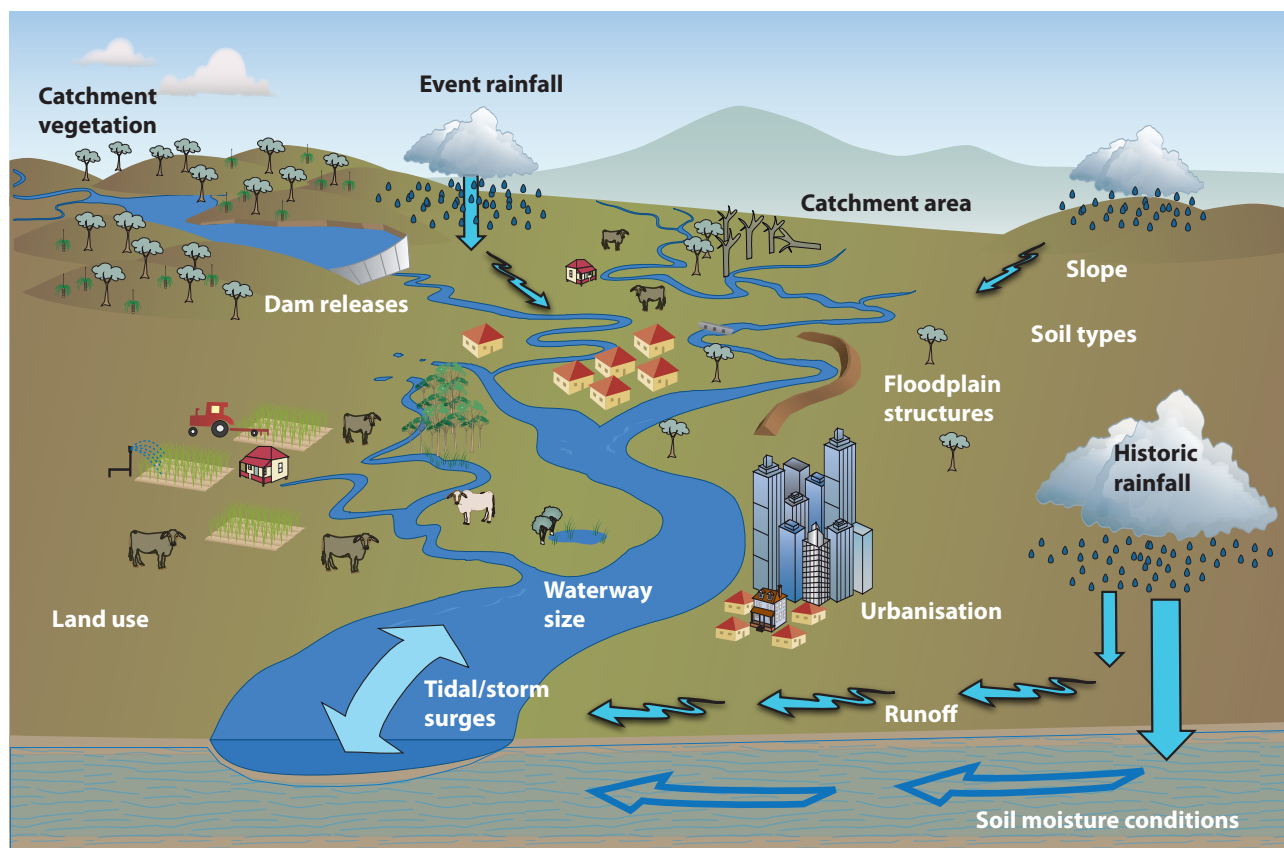 Catchment
vegetation
Event rainfall
Catchment area
Slope
Dam releases
Soil types
Floodplain
structures
Historic
rainfall
Waterway
size
Urbanisation
Land use
Tidal/storm
surges
Runoff
Soil moisture conditions